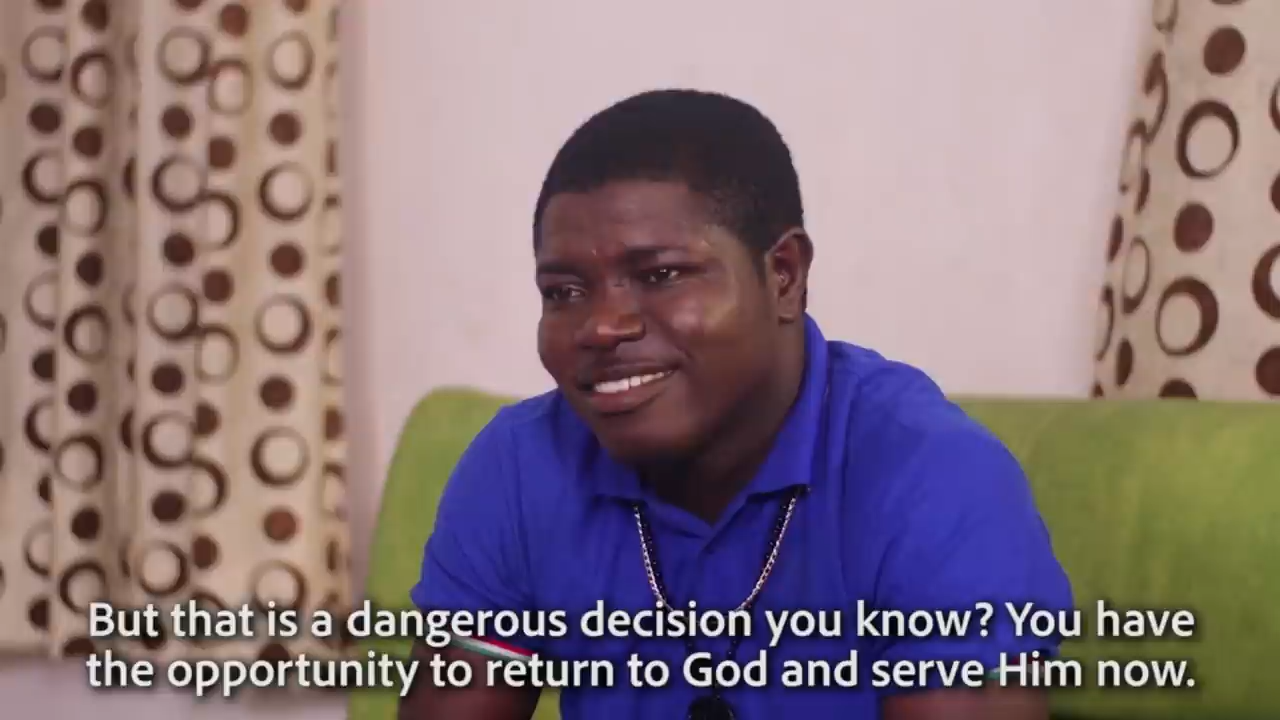 But that is a dangerous decision you know? You have
the opportunity to return to God and serve Him now.